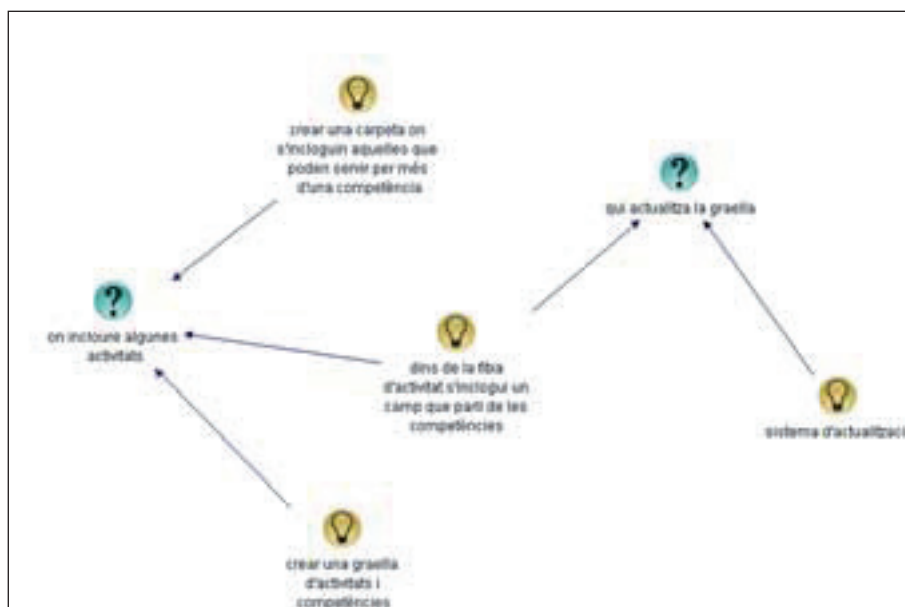 crear una carpeta on
s'incloguin aquelles que
poden servir per més
d'una competència
qui actualitza la graella
on incloure algunes
activitats
dins de la fibia
d'activitat s'inclogui un
camp que parli de les
competències
sistema d'actualització
crear una graella
d'activitats i
competències